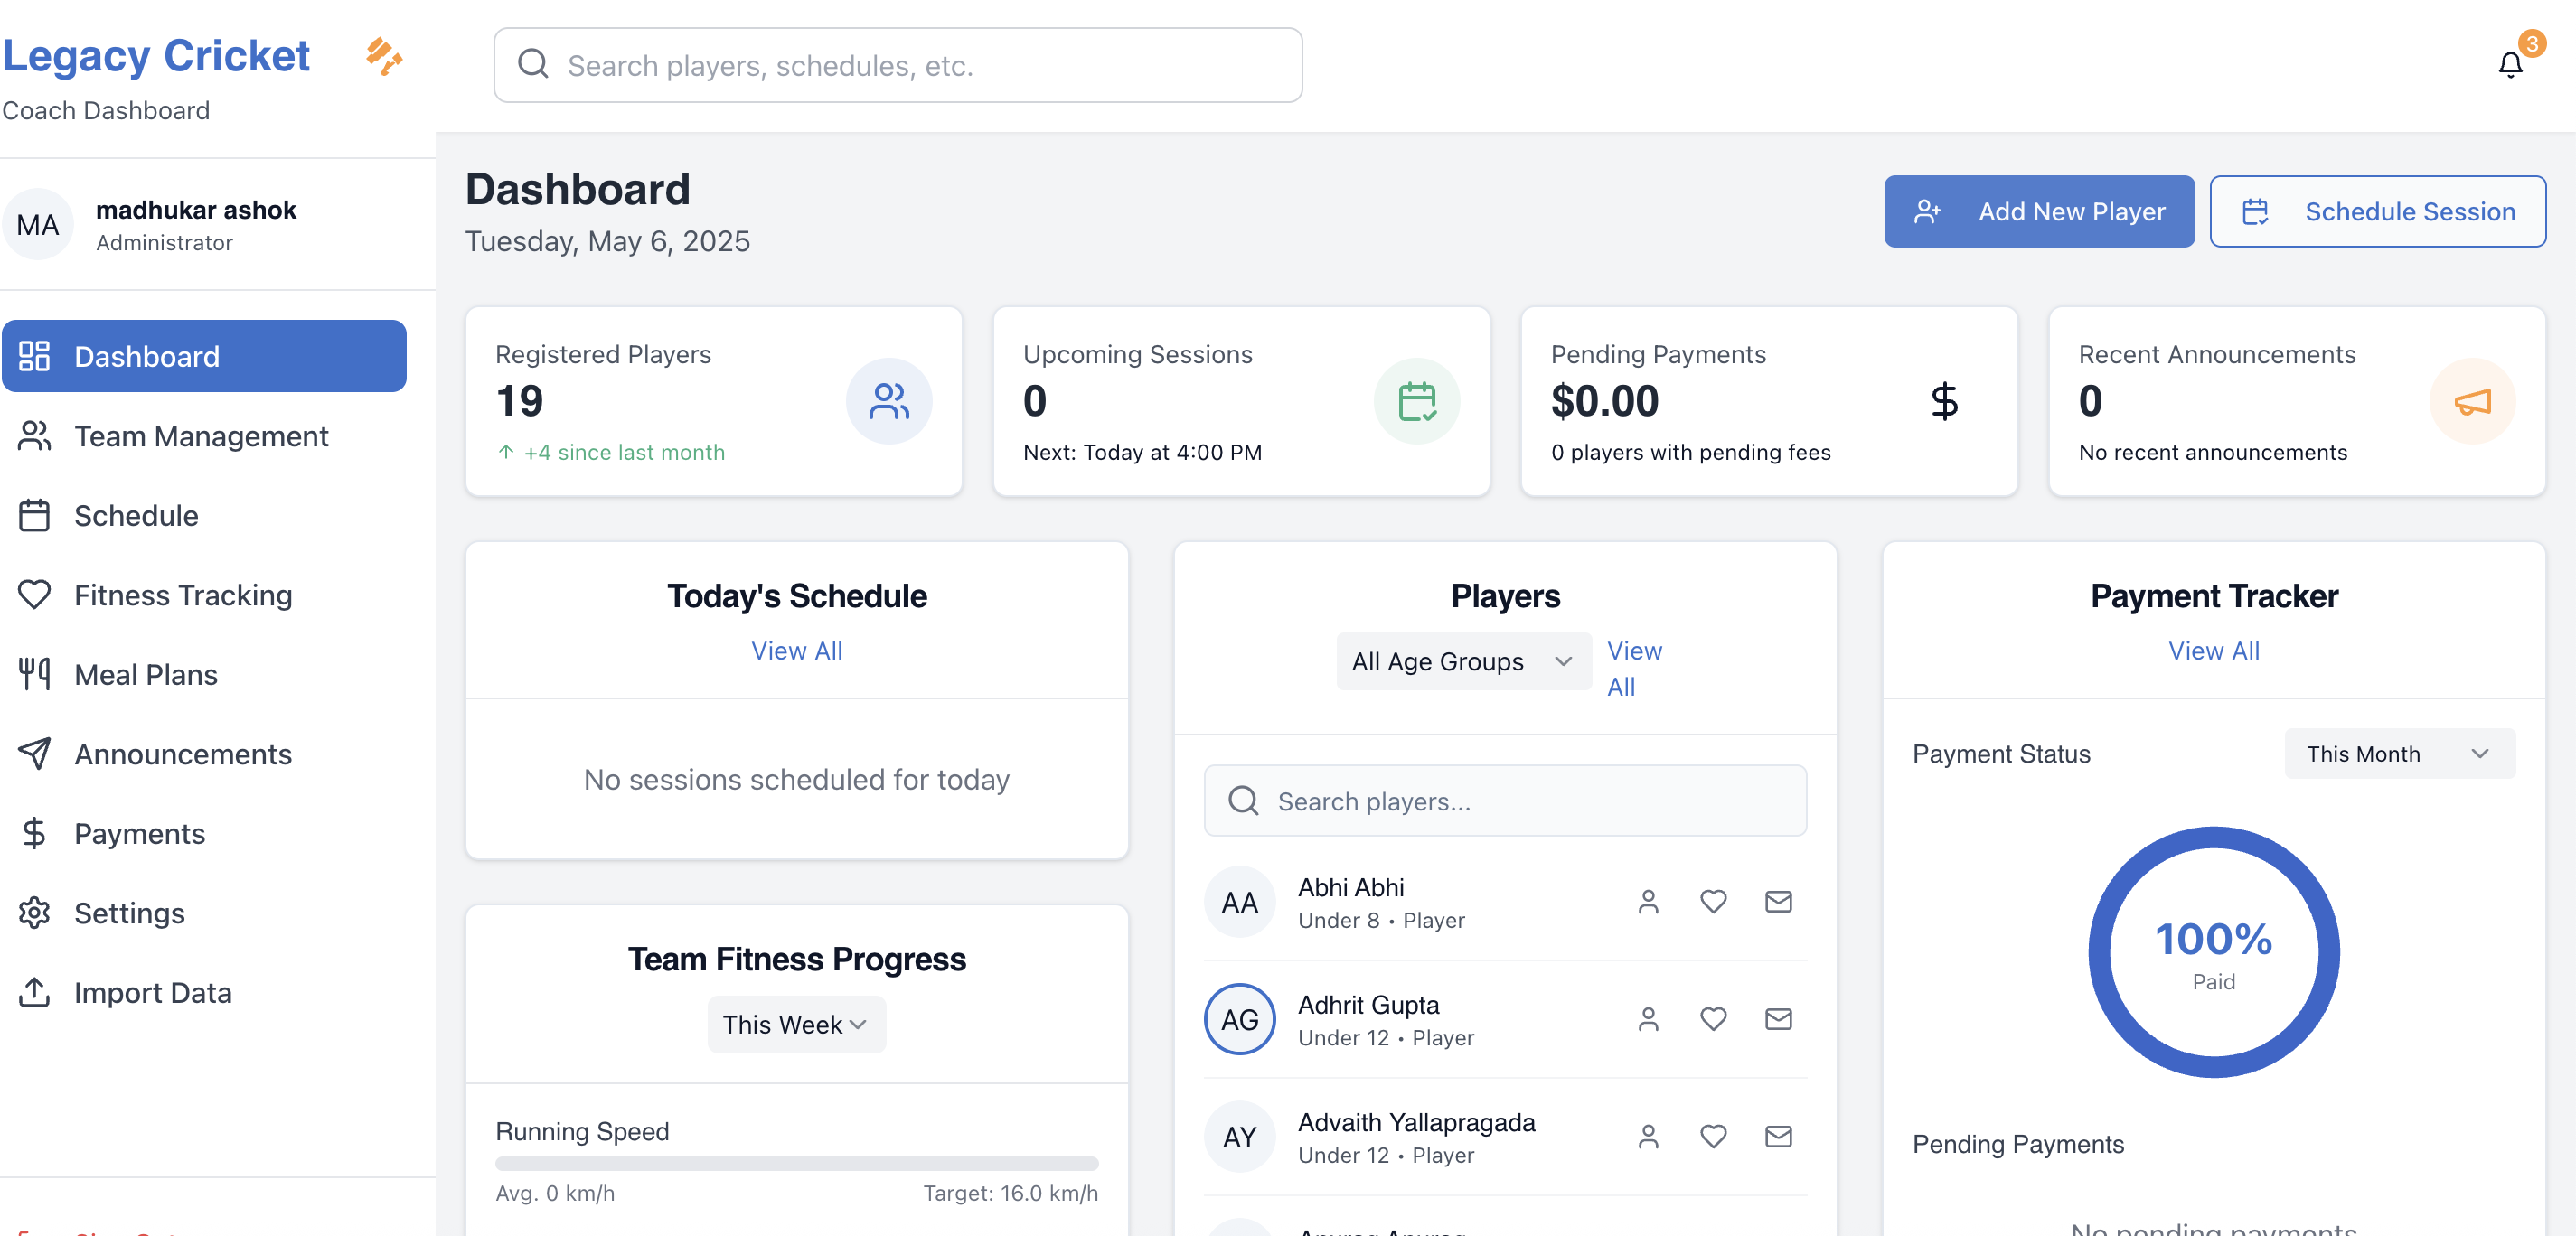 Legacy Cricket
Coach Dashboard
MA
madhukar ashok
Administrator
Dashboard
Team Management
Schedule
Fitness Tracking
Meal Plans
Announcements
Payments
Settings
Import Data
Search players, schedules, etc.
3
Dashboard
Tuesday, May 6, 2025
Add New Player
Schedule Session
Registered Players
19
+4 since last month
Upcoming Sessions
0
Next: Today at 4:00 PM
Pending Payments
$0.00
0 players with pending fees
Recent Announcements
0
No recent announcements
Today's Schedule
View All
No sessions scheduled for today
Team Fitness Progress
This Week
Running Speed
Avg. 0 km/h
Target: 16.0 km/h
Players
All Age Groups
View
All
Search players...
AA
Abhi Abhi
Under 8 • Player
AG
Adhrit Gupta
Under 12 • Player
AY
Advaith Yallapragada
Under 12 • Player
Payment Tracker
View All
Payment Status
This Month
100%
Paid
Pending Payments
No pending payments